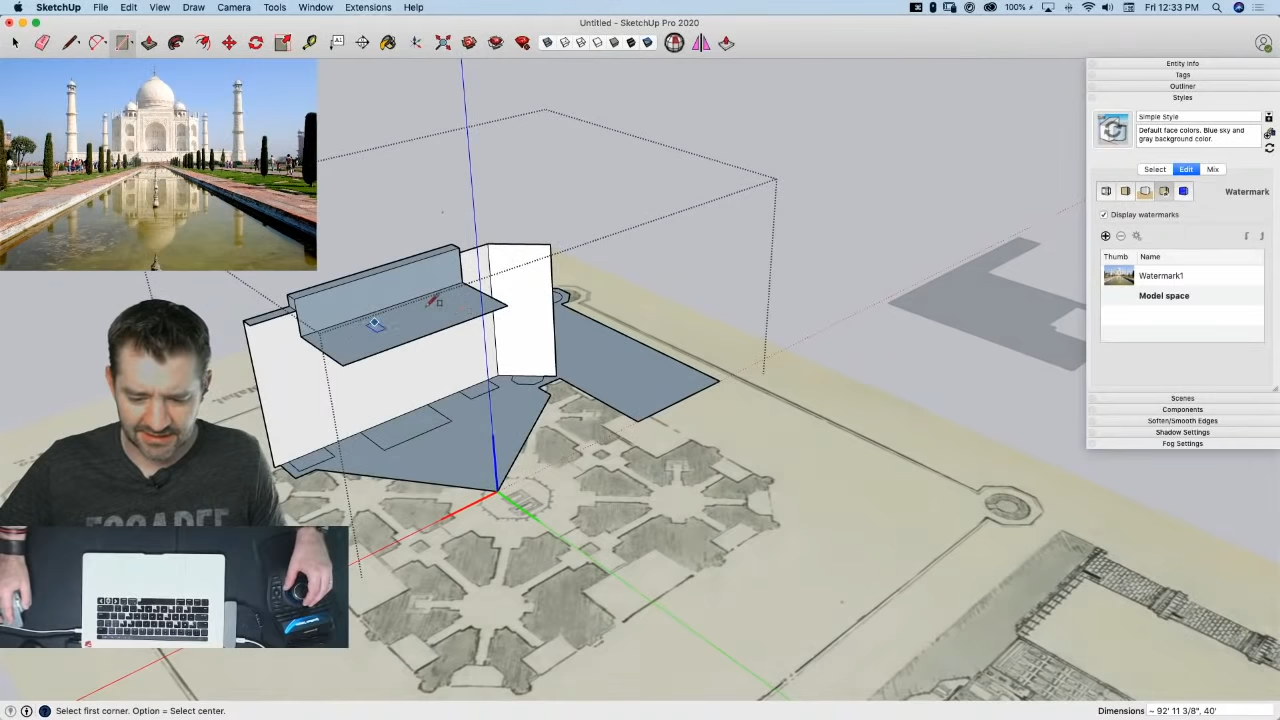 SketchUp File Edit View Draw Camera Tools Window Extensions Help
100% Fri 12:33 PM
Untitled - SketchUp Pro 2020
Entity Info
Tags
Outliner
Styles
Simple Style
Default face colors. Blue sky and
gray background color.
Select Edit Mix
Watermark
Display watermarks
Thumb Name
Watermark1
Model space
Scenes
Components
Soften/Smooth Edges
Shadow Settings
Fog Settings
Select first corner. Option = Select center.
Dimensions ~ 92' 11 3/8", 40'